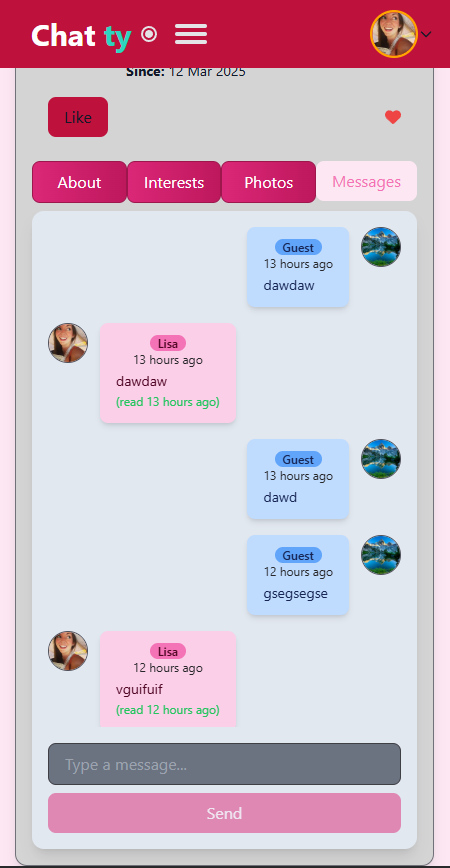 Chat ty
Since: 12 Mar 2025
Like
About Interests Photos Messages
Guest
13 hours ago
dawdaw
Lisa
13 hours ago
dawdaw
(read 13 hours ago)
Guest
13 hours ago
dawd
Guest
12 hours ago
gsegsegse
Lisa
12 hours ago
vguifuif
(read 12 hours ago)
Type a message...
Send